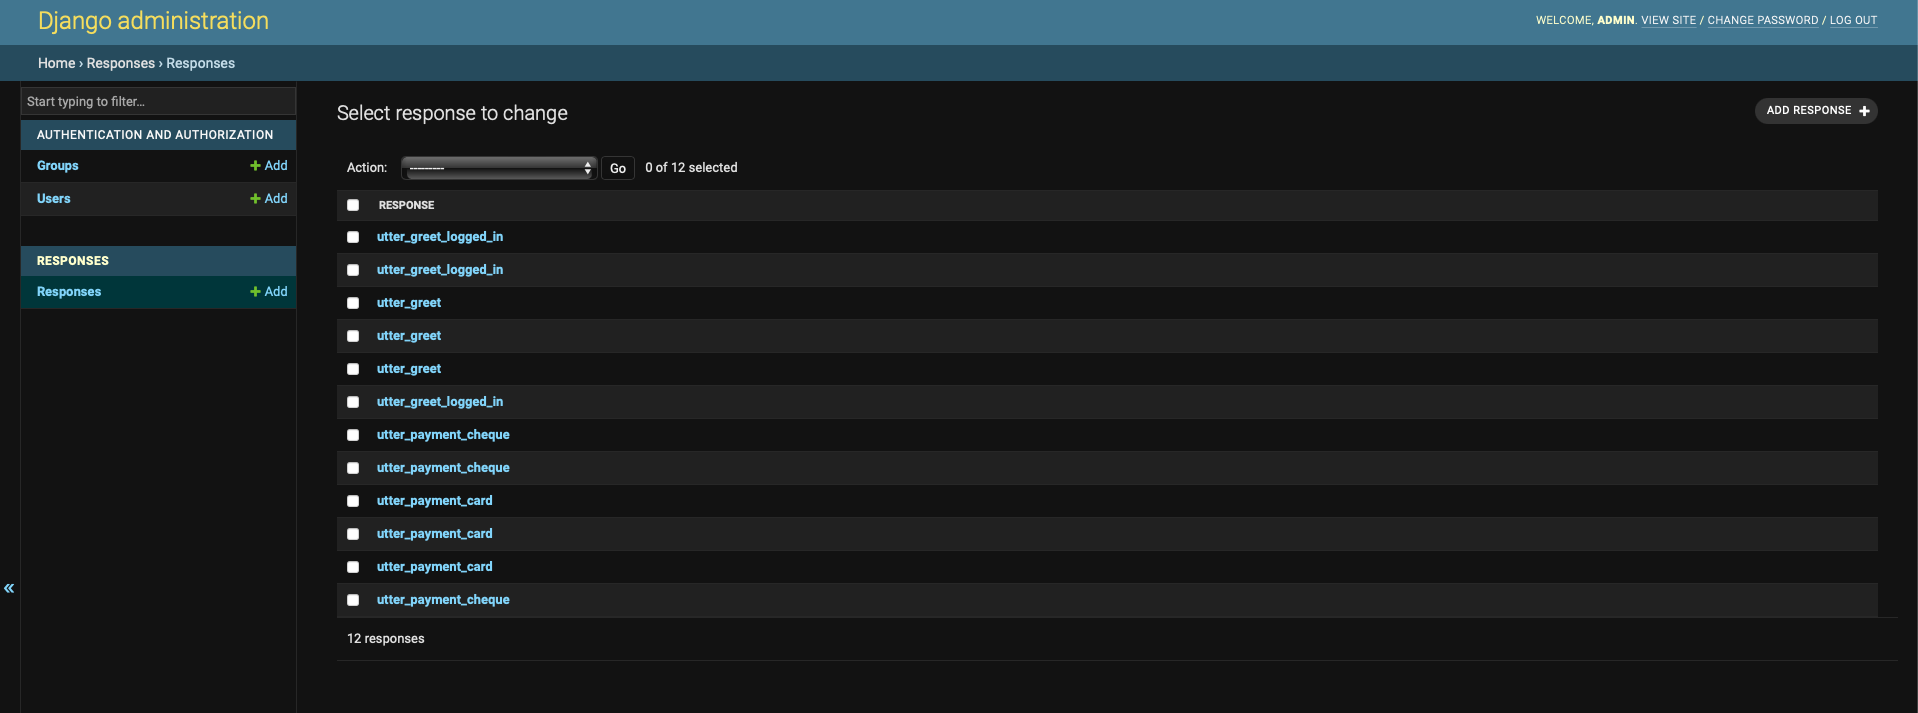 Django administration
WELCOME, ADMIN. VIEW SITE / CHANGE PASSWORD / LOG OUT
Home › Responses › Responses
Start typing to filter...
AUTHENTICATION AND AUTHORIZATION
Groups + Add
Users + Add
RESPONSES
Responses + Add
«
Select response to change
ADD RESPONSE +
Action: --------- Go 0 of 12 selected
RESPONSE
utter_greet_logged_in
utter_greet_logged_in
utter_greet
utter_greet
utter_greet
utter_greet_logged_in
utter_payment_cheque
utter_payment_cheque
utter_payment_card
utter_payment_card
utter_payment_card
utter_payment_cheque
12 responses